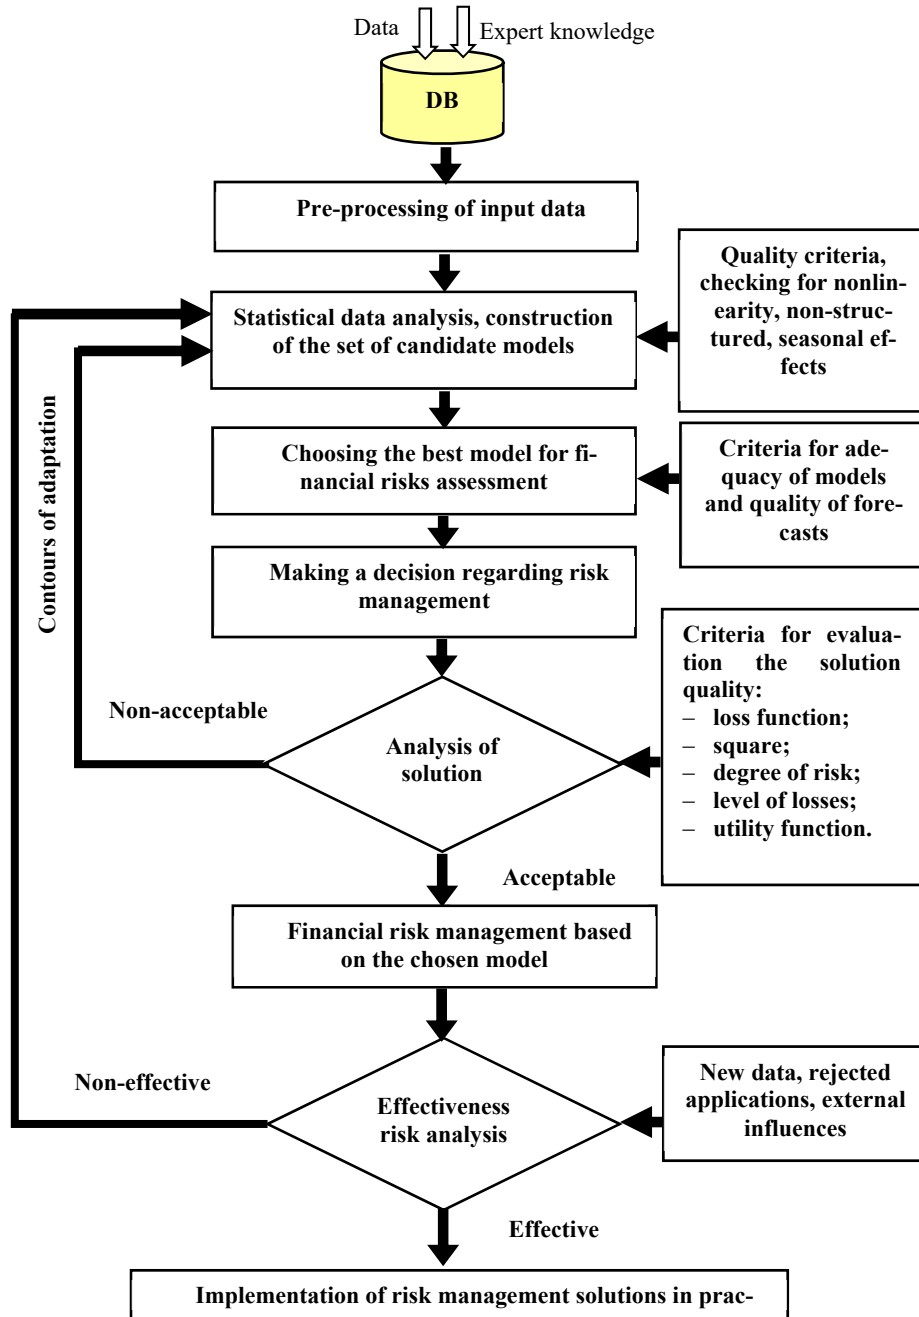 Data
Expert knowledge
DB
Pre-processing of input data
Quality criteria,
checking for nonlin-
earity, non-struc-
tured, seasonal ef-
fects
Statistical data analysis, construction
of the set of candidate models
Choosing the best model for fi-
nancial risks assessment
Criteria for ade-
quacy of models
and quality of fore-
casts
Contours of adaptation
Making a decision regarding risk
management
Criteria for evalua-
tion the solution
quality:
– loss function;
– square;
– degree of risk;
– level of losses;
– utility function.
Non-acceptable
Analysis of
solution
Acceptable
Financial risk management based
on the chosen model
Non-effective
Effectiveness
risk analysis
New data, rejected
applications, external
influences
Effective
Implementation of risk management solutions in prac-